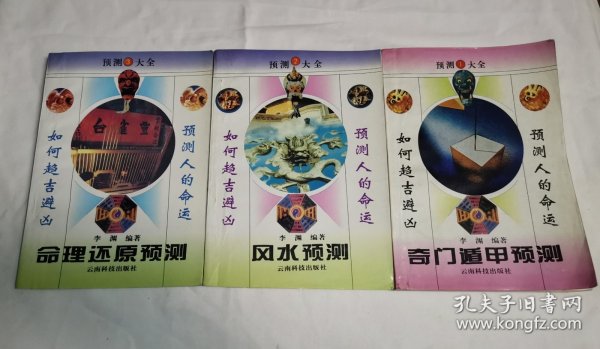 预测3大全
如何趋吉避凶
预测人的命运
李渊 编著
命理还原预测
云南科技出版社
预测2大全
如何趋吉避凶
预测人的命运
李渊 编著
风水预测
云南科技出版社
预测1大全
如何趋吉避凶
预测人的命运
李渊 编著
奇门遁甲预测
云南科技出版社
孔夫子旧书网
www.kongfz.com